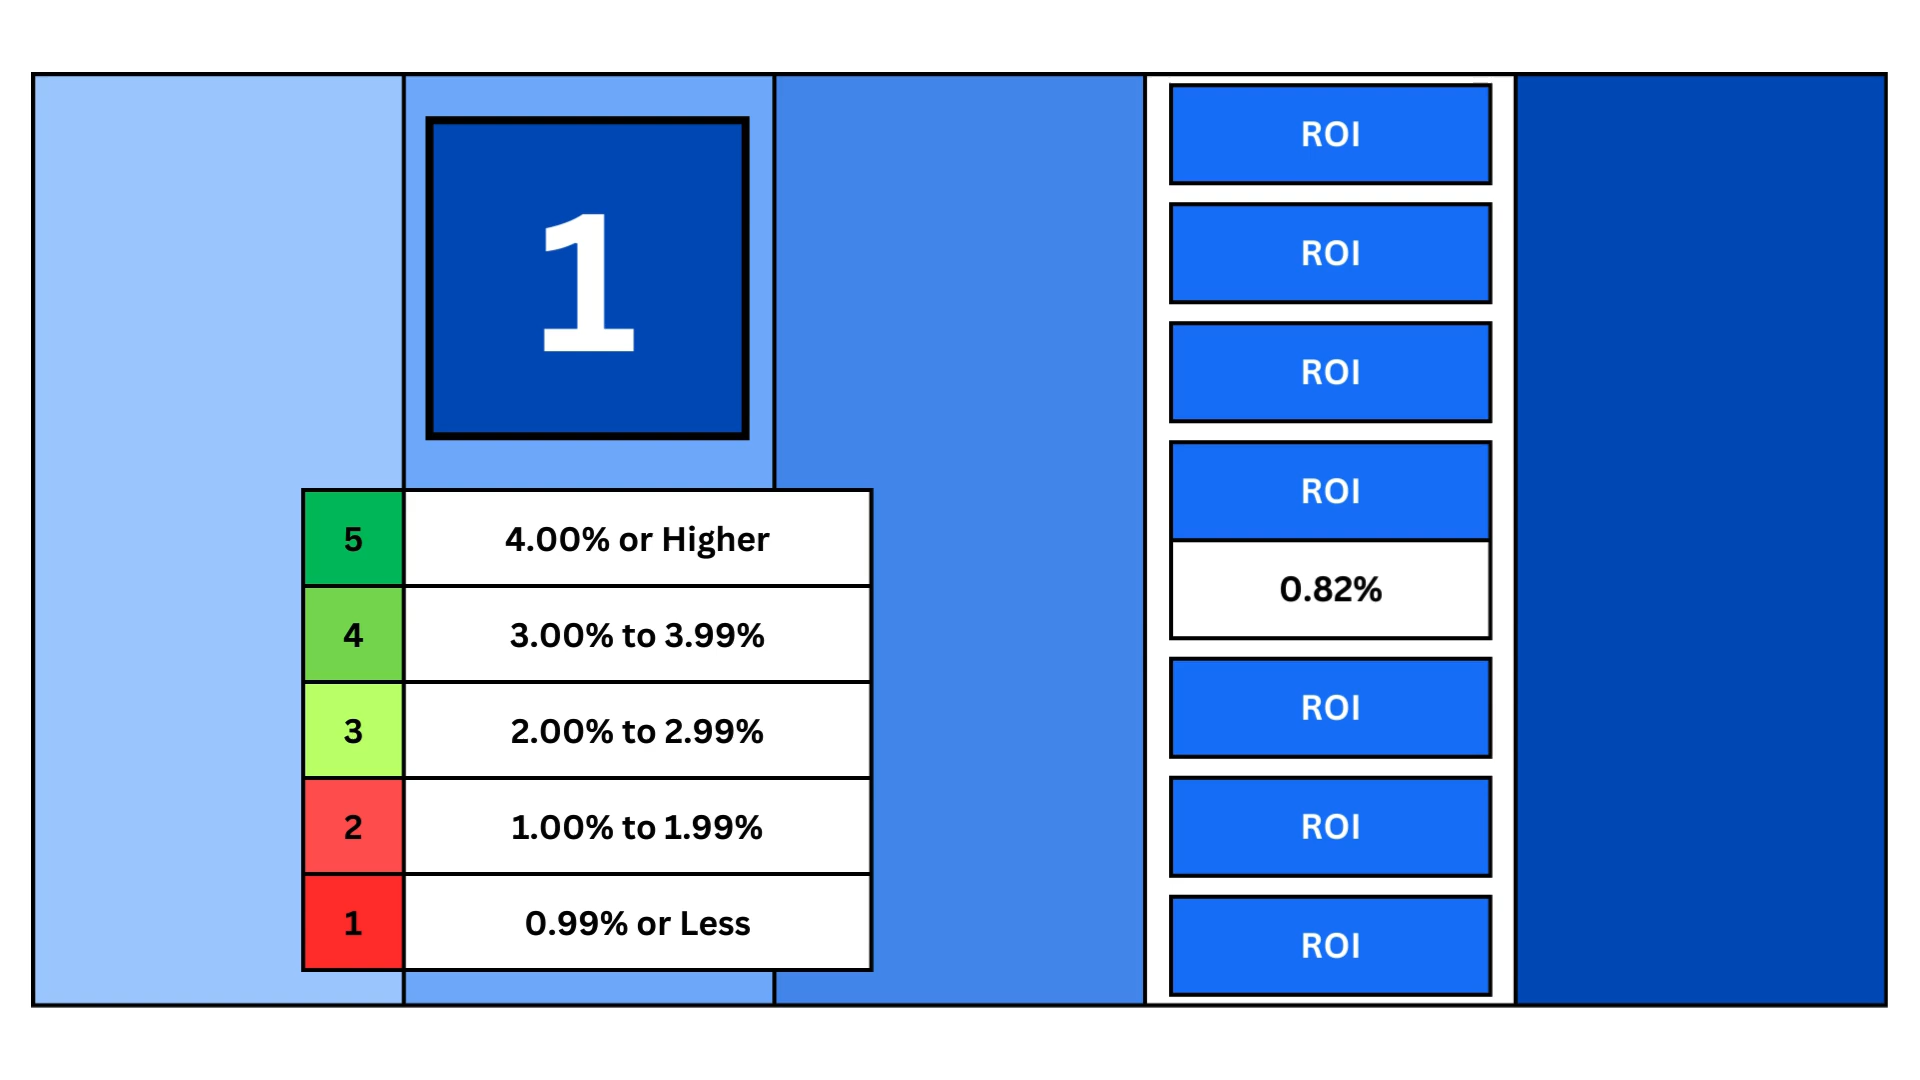 1
5 4.00% or Higher
4 3.00% to 3.99%
3 2.00% to 2.99%
2 1.00% to 1.99%
1 0.99% or Less
ROI
ROI
ROI
ROI
0.82%
ROI
ROI
ROI